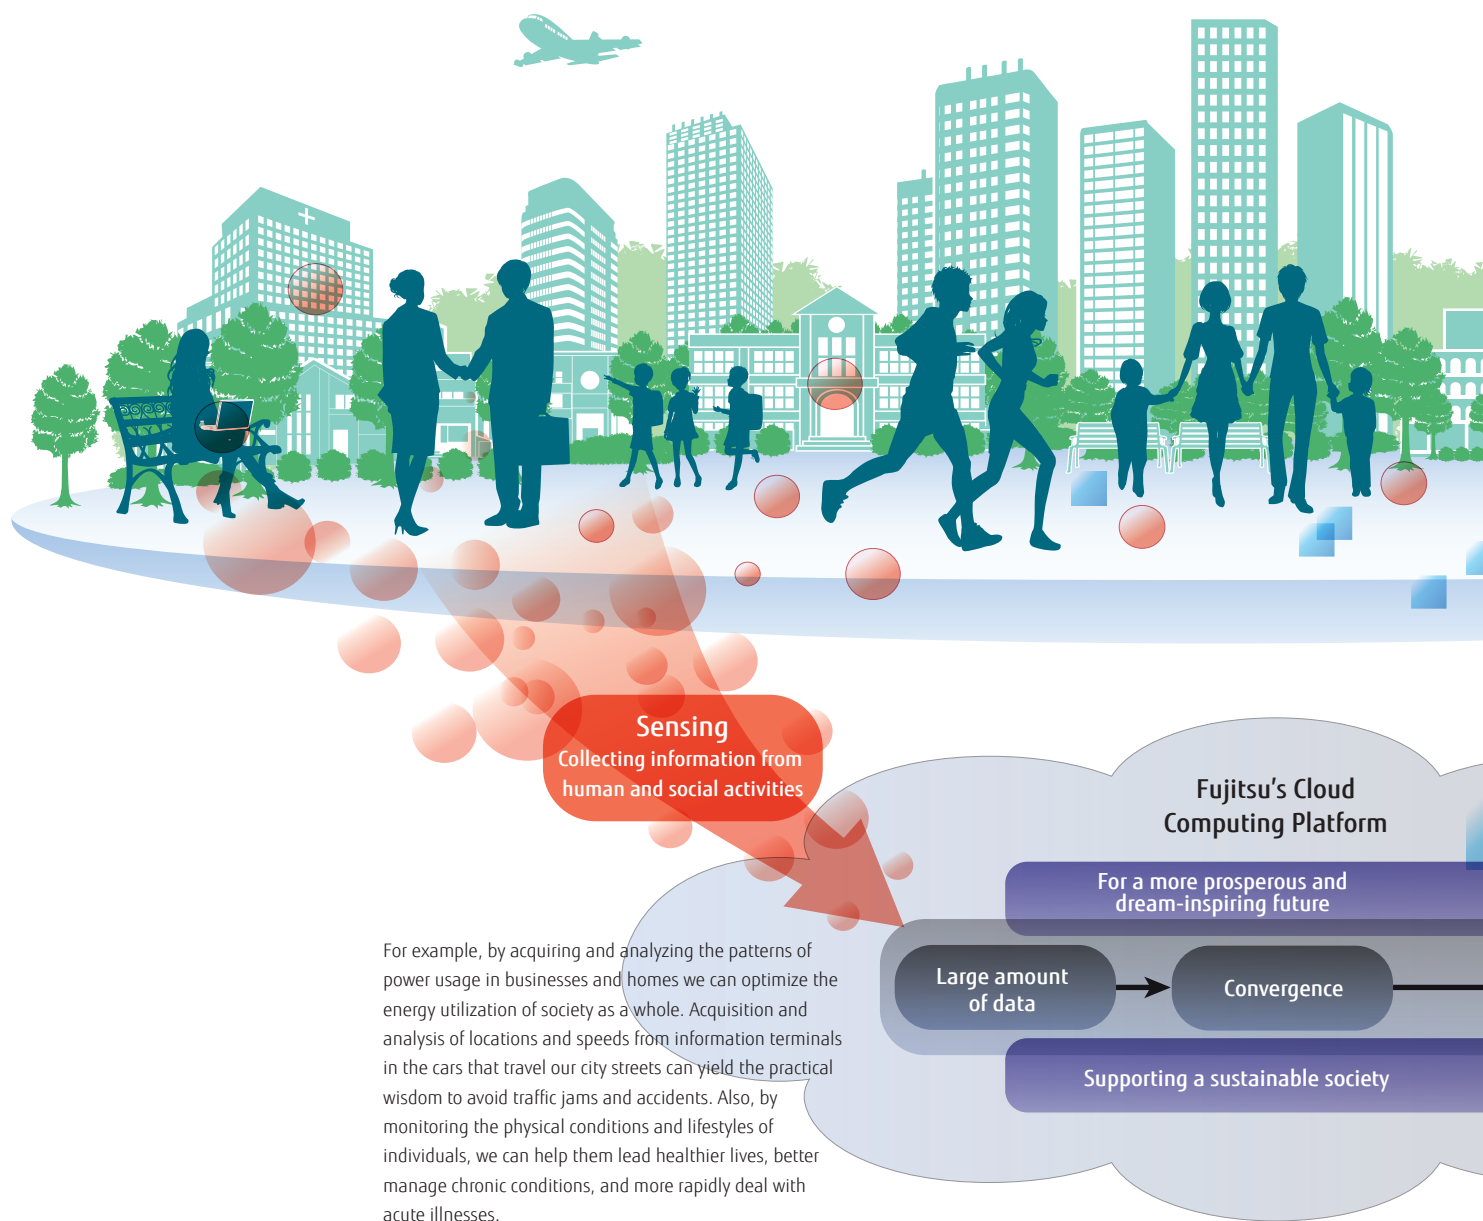 Sensing
Collecting information from
human and social activities
Fujitsu's Cloud
Computing Platform
For a more prosperous and
dream-inspiring future
Large amount
of data
Convergence
Supporting a sustainable society
For example, by acquiring and analyzing the patterns of
power usage in businesses and homes we can optimize the
energy utilization of society as a whole. Acquisition and
analysis of locations and speeds from information terminals
in the cars that travel our city streets can yield the practical
wisdom to avoid traffic jams and accidents. Also, by
monitoring the physical conditions and lifestyles of
individuals, we can help them lead healthier lives, better
manage chronic conditions, and more rapidly deal with
acute illnesses.